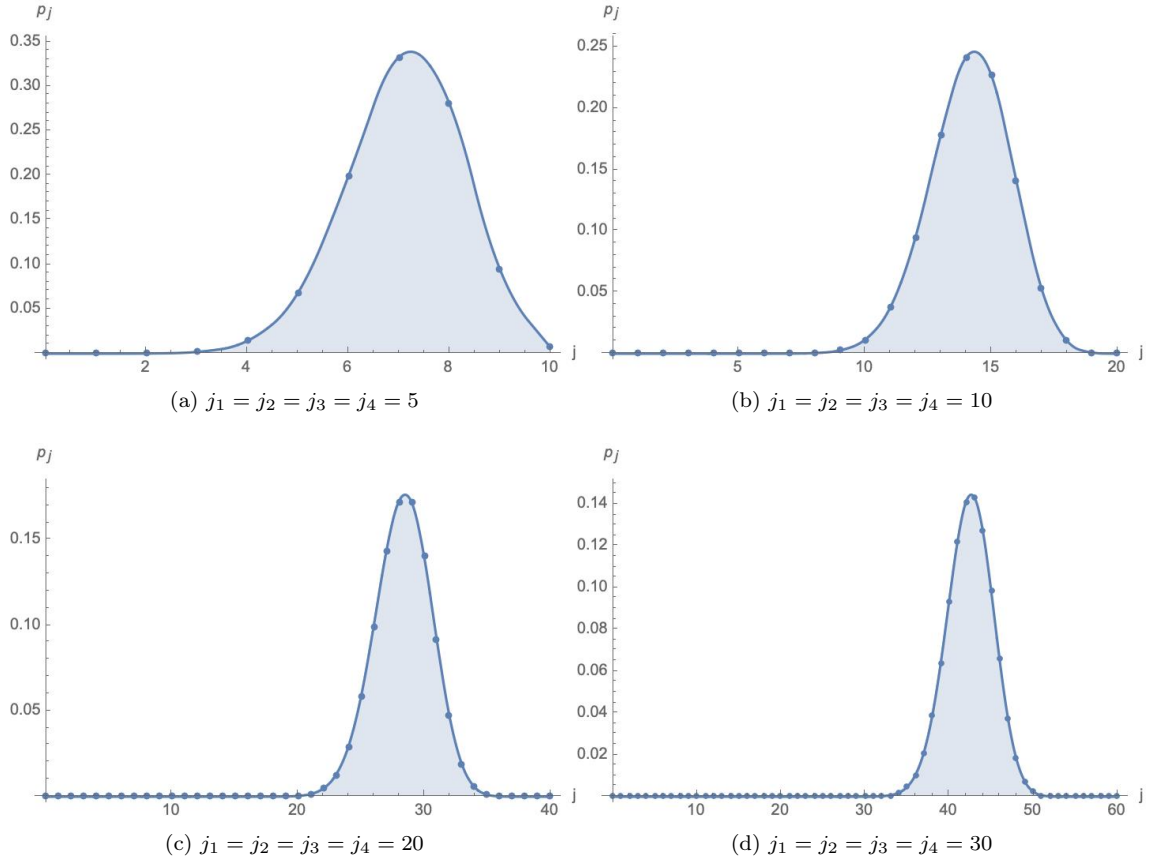 p_j
0.35
0.30
0.25
0.20
0.15
0.10
0.05
2 4 6 8 10 j
(a) j_1 = j_2 = j_3 = j_4 = 5
p_j
0.25
0.20
0.15
0.10
0.05
5 10 15 20 j
(b) j_1 = j_2 = j_3 = j_4 = 10
p_j
0.15
0.10
0.05
10 20 30 40 j
(c) j_1 = j_2 = j_3 = j_4 = 20
p_j
0.14
0.12
0.10
0.08
0.06
0.04
0.02
10 20 30 40 50 60 j
(d) j_1 = j_2 = j_3 = j_4 = 30